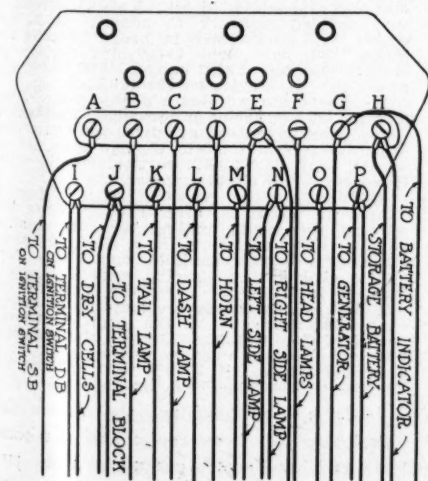 A B C D E F G H
I J K L M N O P
TO TERMINAL SB
ON IGNITION SWITCH
TO TERMINAL DB
ON IGNITION SWITCH
TO DRY CELLS
TO TERMINAL BLOCK
TO TAIL LAMP
TO DASH LAMP
TO HORN
TO LEFT SIDE LAMP
TO RIGHT SIDE LAMP
TO HEAD LAMPS
TO GENERATOR
STORAGE BATTERY
TO BATTERY INDICATOR